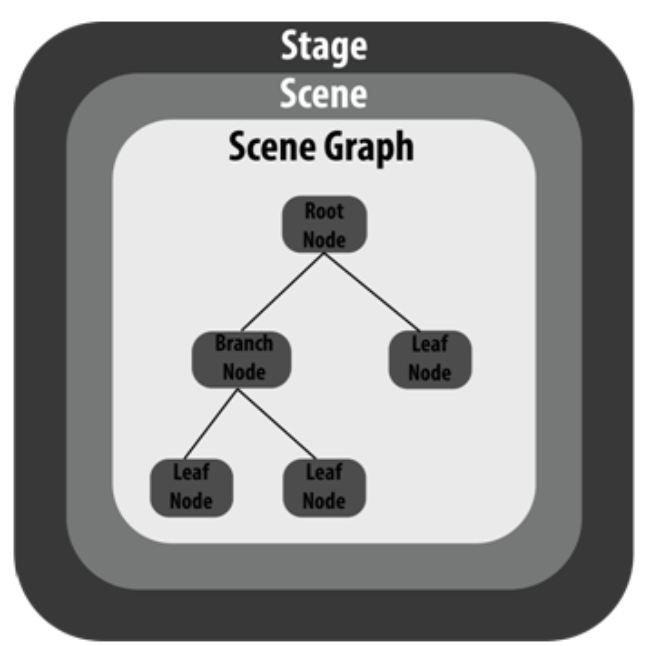 Stage
Scene
Scene Graph
Root
Node
Branch
Node
Leaf
Node
Leaf
Node
Leaf
Node